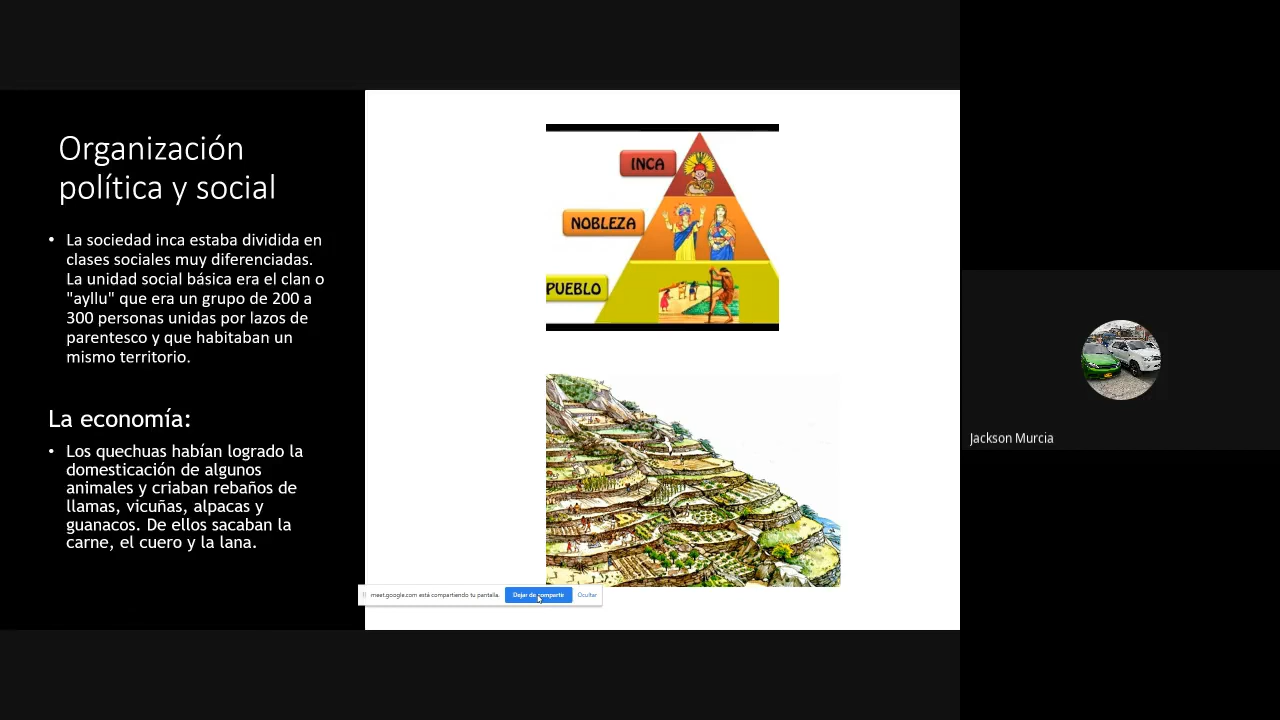 Organización
política y social
• La sociedad inca estaba dividida en
clases sociales muy diferenciadas.
La unidad social básica era el clan o
"ayllu" que era un grupo de 200 a
300 personas unidas por lazos de
parentesco y que habitaban un
mismo territorio.
La economía:
• Los quechuas habían logrado la
domesticación de algunos
animales y criaban rebaños de
llamas, vicuñas, alpacas y
guanacos. De ellos sacaban la
carne, el cuero y la lana.
INCA
NOBLEZA
PUEBLO
meet.google.com está compartiendo tu pantalla.
Dejar de compartir
Ocultar
Jackson Murcia